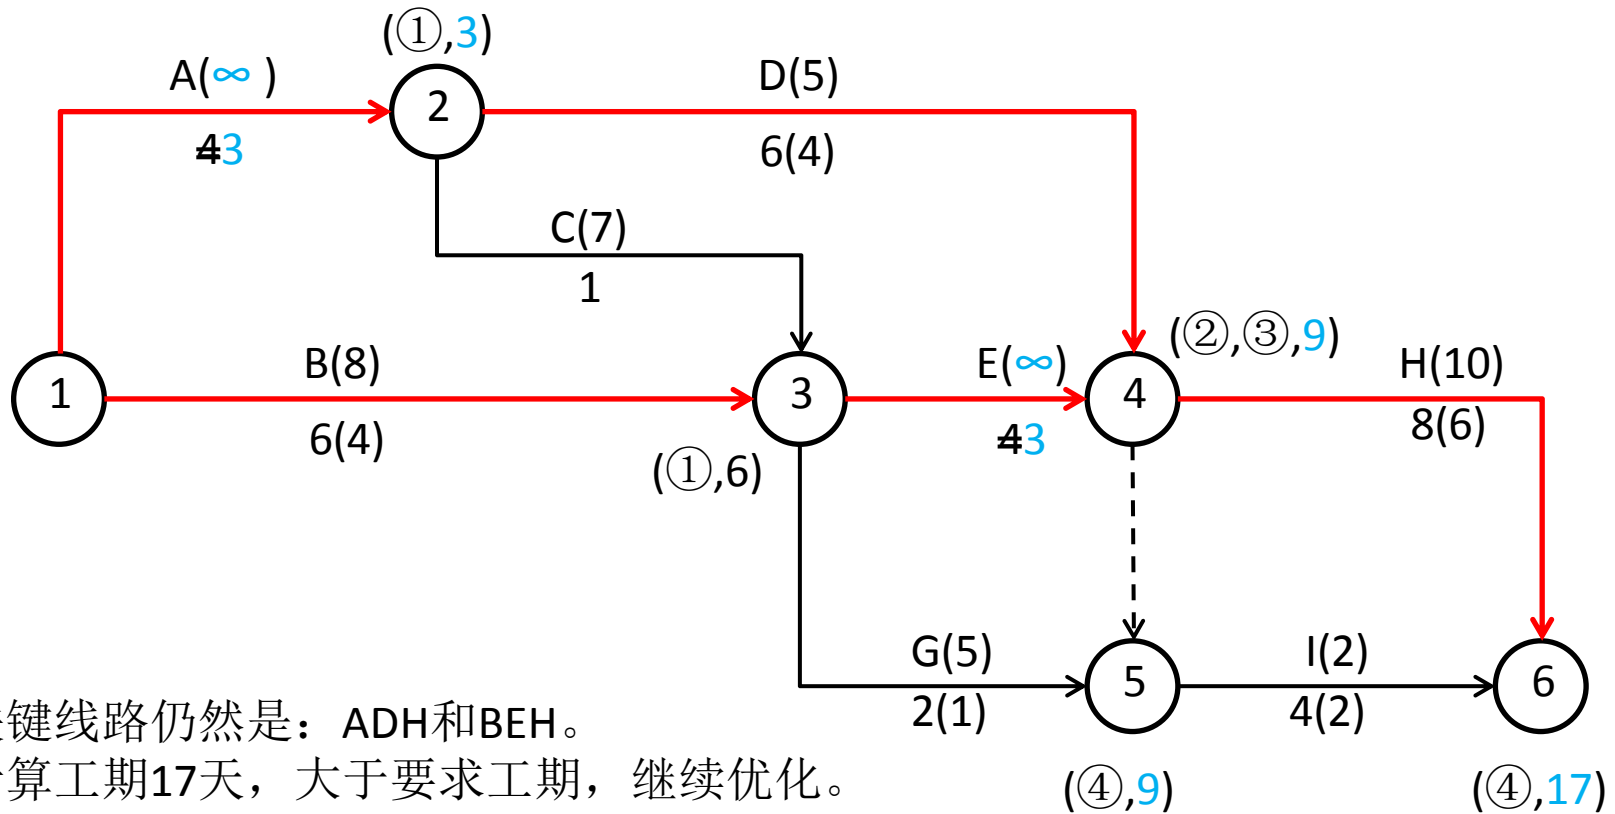 (①,3)
A(∞ )
D(5)
2
43
6(4)
C(7)
1
(②,③,9)
B(8)
E(∞)
H(10)
1
3
4
6(4)
43
8(6)
(①,6)
G(5)
I(2)
5
6
2(1)
4(2)
键线路仍然是：ADH和BEH。
算工期17天，大于要求工期，继续优化。
(④,9)
(④,17)